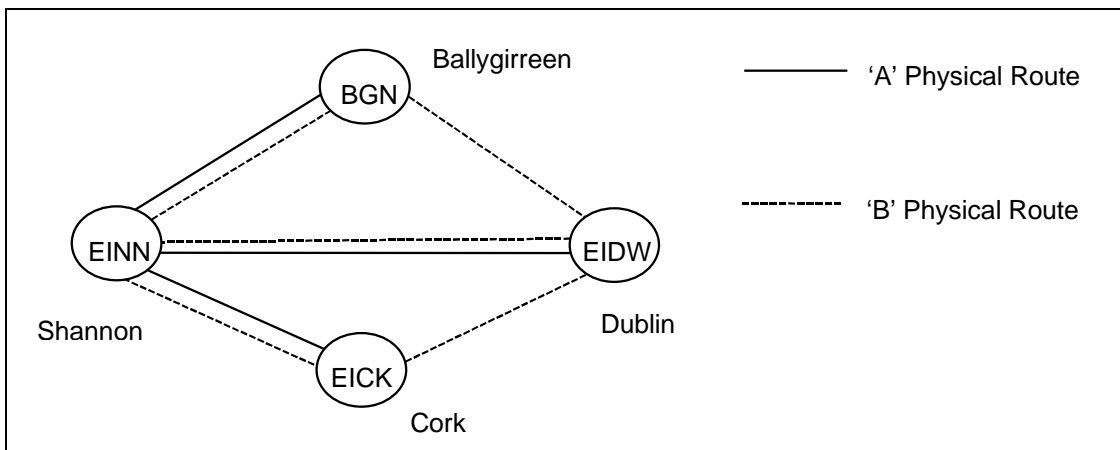 Ballygirreen
BGN
‘A’ Physical Route
‘B’ Physical Route
EINN
EIDW
Shannon
Dublin
EICK
Cork